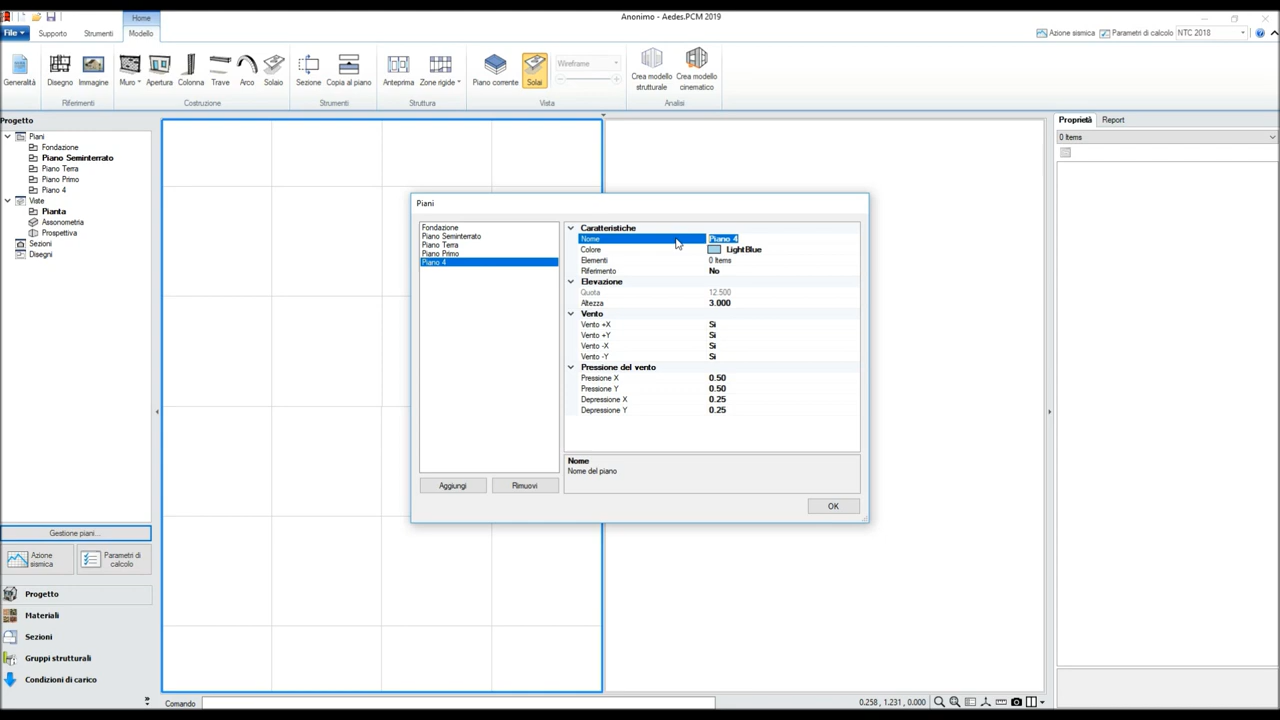 Home
Anonimo - Aedes.PCM 2019
File
Supporto
Strumenti
Modello
Azione sismica
Parametri di calcolo
NTC 2018
Generalità
Disegno
Immagine
Muro
Apertura
Colonna
Trave
Arco
Solaio
Sezione
Copia al piano
Anteprima
Zone rigide
Piano corrente
Solai
Wireframe
Crea modello strutturale
Crea modello cinematico
Riferimenti
Costruzione
Strumenti
Struttura
Vista
Analisi
Progetto
Piani
Fondazione
Piano Seminterrato
Piano Terra
Piano Primo
Piano 4
Viste
Pianta
Assonometria
Prospettiva
Sezioni
Disegni
Gestione piani...
Azione sismica
Parametri di calcolo
Progetto
Materiali
Sezioni
Gruppi strutturali
Condizioni di carico
Piani
Fondazione
Piano Seminterrato
Piano Terra
Piano Primo
Piano 4
Aggiungi
Rimuovi
Caratteristiche
Nome Piano 4
Colore LightBlue
Elementi 0 Items
Riferimento No
Elevazione
Quota 12.500
Altezza 3.000
Vento
Vento +X Si
Vento +Y Si
Vento -X Si
Vento -Y Si
Pressione del vento
Pressione X 0.50
Pressione Y 0.50
Depressione X 0.25
Depressione Y 0.25
Nome
Nome del piano
OK
Proprietà
Report
0 Items
Comando
0.258, 1.231, 0.000